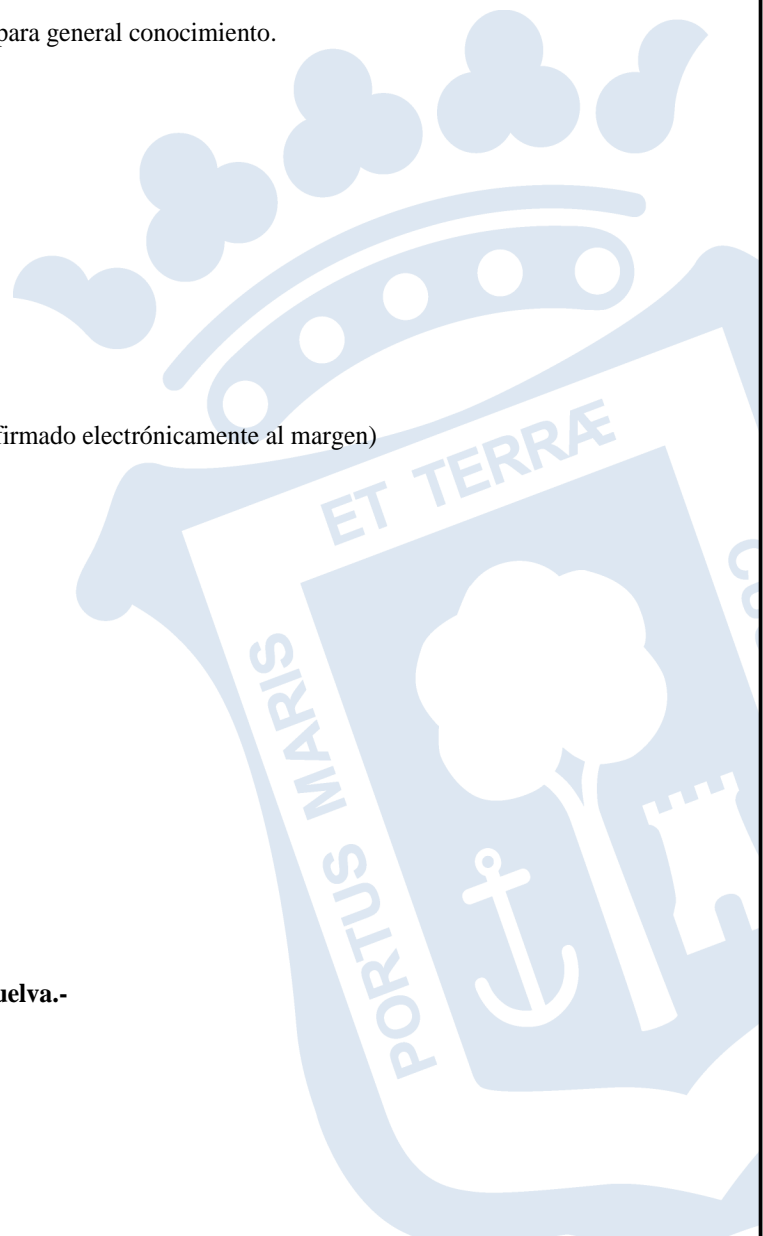 para general conocimiento.
firmado electrónicamente al margen)
ET TERRÆ
PORTUS MARIS
uelva.-